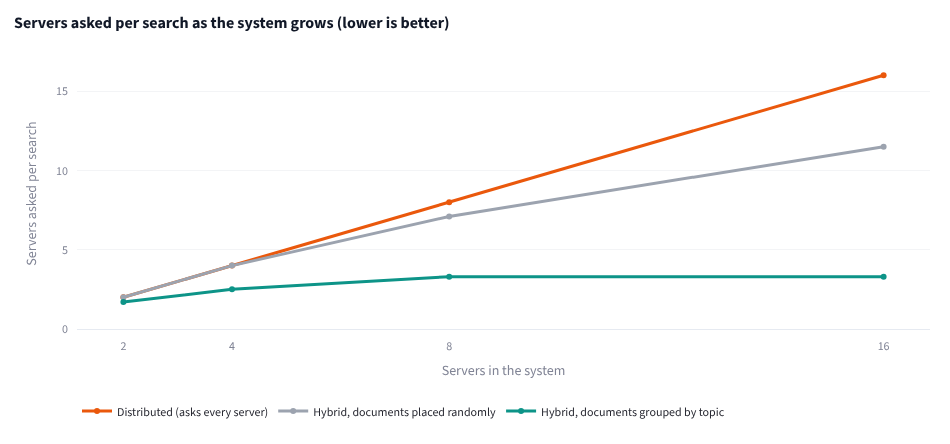 Servers asked per search as the system grows (lower is better)
Servers asked per search
15
10
5
0
2
4
8
16
Servers in the system
Distributed (asks every server)
Hybrid, documents placed randomly
Hybrid, documents grouped by topic